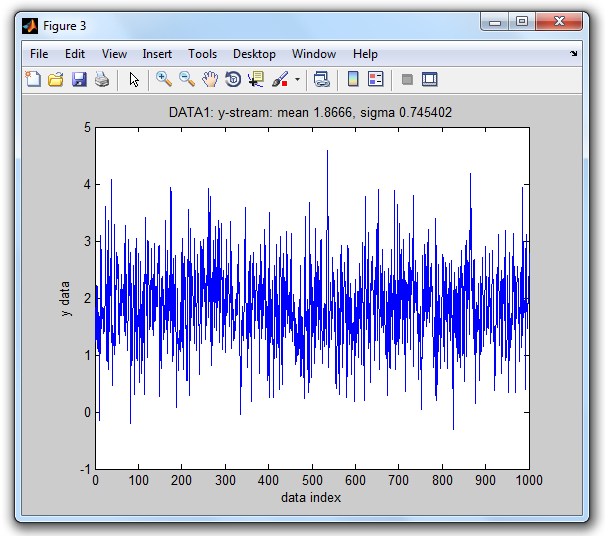 Figure 3
File Edit View Insert Tools Desktop Window Help
DATA1: y-stream: mean 1.8666, sigma 0.745402
5
4
3
2
1
0
-1
y data
0 100 200 300 400 500 600 700 800 900 1000
data index